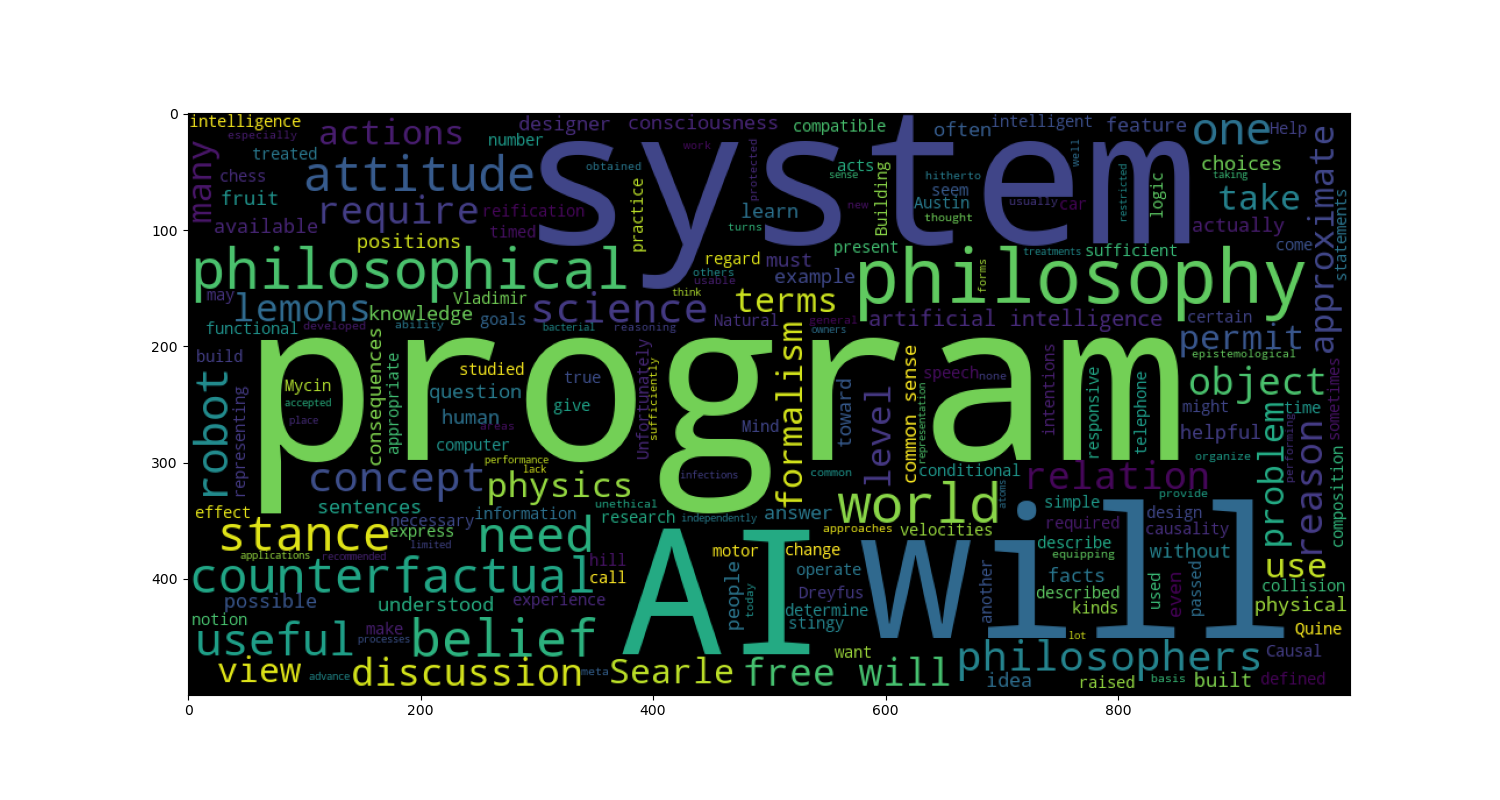 0
100
200
300
400
0
200
400
600
800
intelligence
especially
actions
number
designer
consciousness
compatible
often
intelligent
feature
one
Help
treated
many
chess
fruit
attitude
obtained
system
work
protected
acts
sense
Building
hitherto
seem
Austin
thought
well
usually
car
restricted
logic
choices
taking
take
approximate
statements
available
require
reification
timed
practice
learn
turns
new
actually
come
positions
philosophical
others
usable
regard
must
example
present
philosophy
forms
treatments
sufficient
may
lemons
knowledge
Vladimir
goals
science
think
terms
Natural
general
owners
artificial intelligence
certain
permit
epistemological
functional
developed
ability
bacterial
reasoning
build
robot
representing
Mycin
accepted
place
consequences
appropriate
studied
question
human
areas
computer
true
give
program
Unfortunately
sufficiently
Mind
formalism
toward
level
common sense
representation
speech
none
intentions
responsive
telephone
object
might
time
helpful
organize
problem
performing
reason
sometimes
composition
performance
lack
concept
physics
infections
common
conditional
relation
sentences
effect
stance
necessary
express
limited
information
need
unethical
research
independently
answer
approaches
world
velocities
atoms
simple
required
describe
equipping
provide
design
causality
without
use
applications
recommended
counterfactual
hill
call
AI
motor
people
today
change
operate
Dreyfus
determine
stingy
will
another
facts
described
kinds
used
even
passed
collision
physical
possible
understood
experience
notion
useful
make
processes
belief
lot
Quine
view
advance
discussion
meta
Searle
free will
want
philosophers
idea
raised
basis
built
Causal
defined